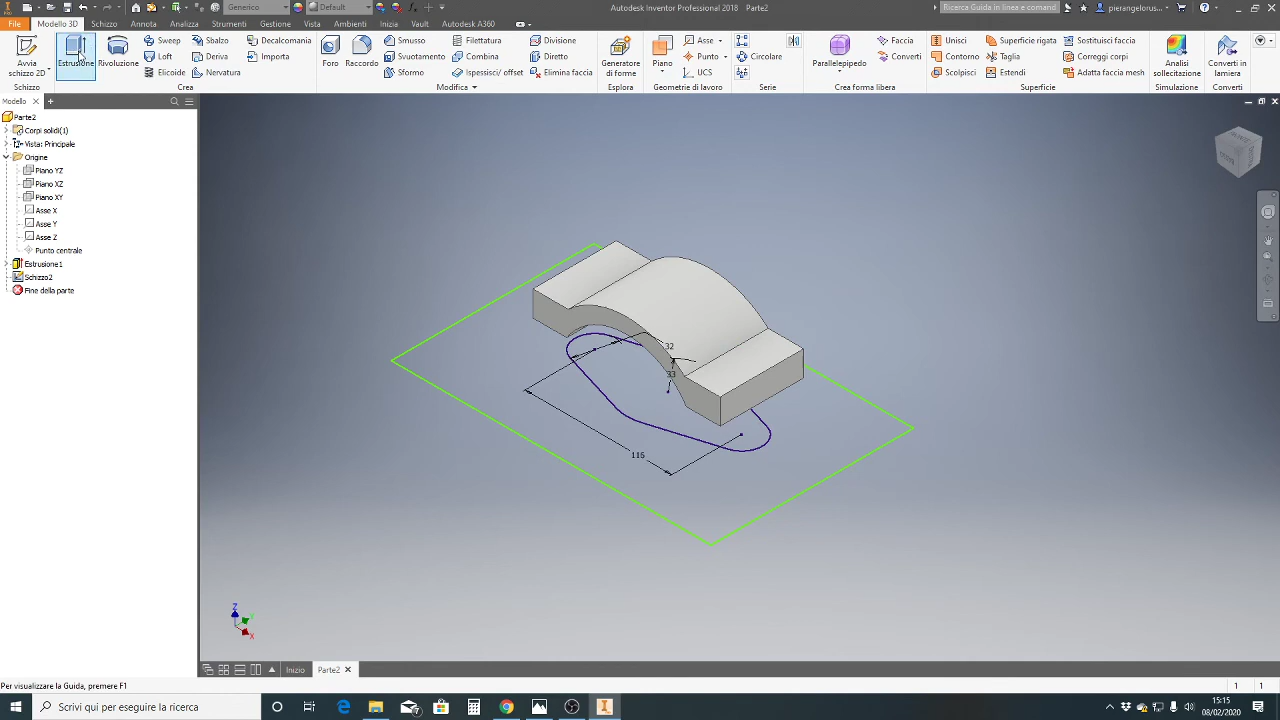 Generico Default Autodesk Inventor Professional 2018 Parte2 Ricerca Guida in linea e comand pierangelorus...
File Modello 3D Schizzo Annota Analizza Strumenti Gestione Vista Ambienti Inizia Vault Autodesk A360
Avvia schizzo 2D
Estrusione
Rivoluzione
Sweep Sbalzo Decalcomania
Loft Deriva Importa
Elicoide Nervatura
Foro
Raccordo
Smusso Filettatura Divisione
Svuotamento Combina Diretto
Sformo Ispessici/ offset Elimina faccia
Generatore di forme
Piano
Asse
Punto
UCS
Circolare
Parallelepipedo
Faccia
Converti
Unisci Superficie rigata Sostituisci faccia
Contorno Taglia Correggi corpi
Scolpisci Estendi Adatta faccia mesh
Analisi sollecitazione
Converti in lamiera
Schizzo Crea Modifica Esplora Geometrie di lavoro Serie Crea forma libera Superficie Simulazione Converti
Modello
Parte2
Corpi solidi(1)
Vista: Principale
Origine
Piano YZ
Piano XZ
Piano XY
Asse X
Asse Y
Asse Z
Punto centrale
Estrusione1
Schizzo2
Fine della parte
32
33
116
Z
X
Inizio Parte2
Per visualizzare la Guida, premere F1 1 1
Scrivi qui per eseguire la ricerca
15:15
08/02/2020